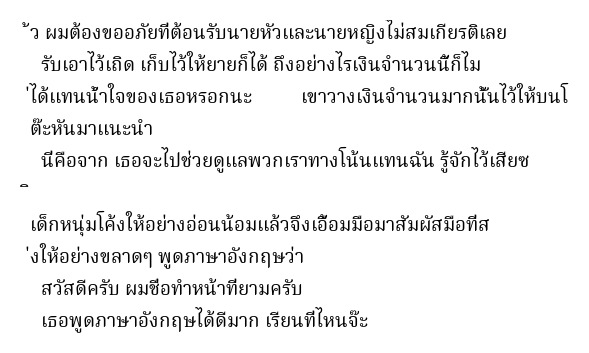 ้ว ผมต้องขออภัยที่ต้อนรับนายหัวและนายหญิงไม่สมเกียรติเลย
รับเอาไว้เถิด เก็บไว้ให้ยายก็ได้ ถึงอย่างไรเงินจำนวนนี้ก็ไม
่ได้แทนน้ำใจของเธอหรอกนะ เขาวางเงินจำนวนมากนั้นไว้ให้บนโ
ต๊ะหันมาแนะนำ
นี่คือจาก เธอจะไปช่วยดูแลพวกเราทางโน้นแทนฉัน รู้จักไว้เสียซ
ิ
เด็กหนุ่มโค้งให้อย่างอ่อนน้อมแล้วจึงเอื้อมมือมาสัมผัสมือที่ส
่งให้อย่างขลาดๆ พูดภาษาอังกฤษว่า
สวัสดีครับ ผมชื่อทำหน้าที่ยามครับ
เธอพูดภาษาอังกฤษได้ดีมาก เรียนที่ไหนจ๊ะ